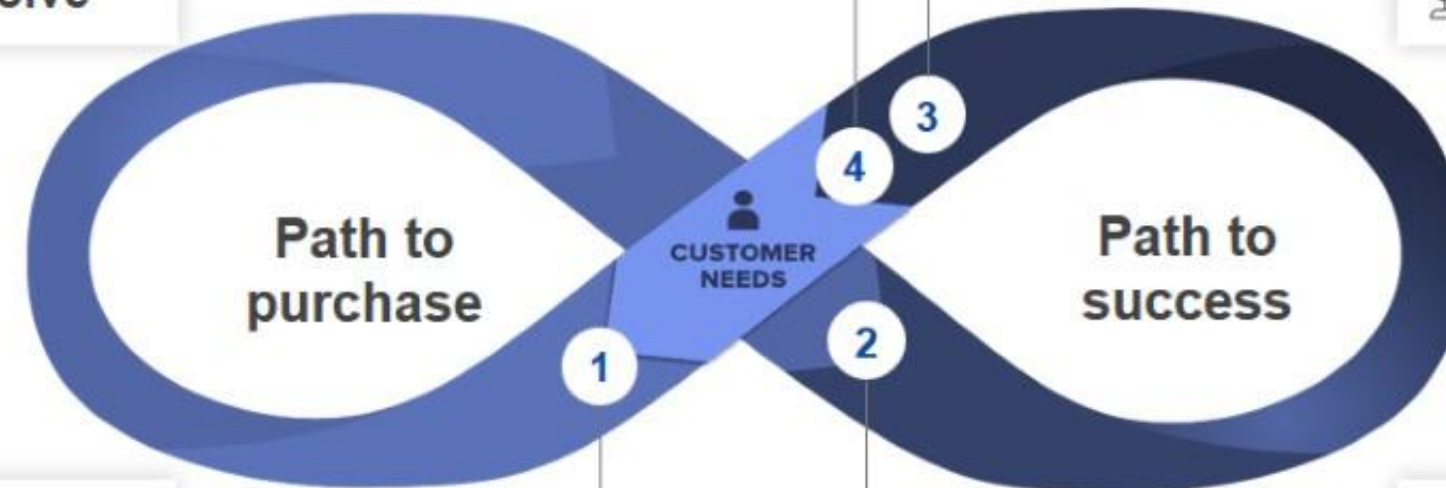 3
4
Path to
purchase
CUSTOMER
NEEDS
Path to
success
1
2